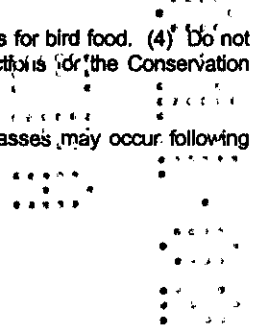 s for bird food. (4) Do not
ctions for the Conservation
asses may occur following